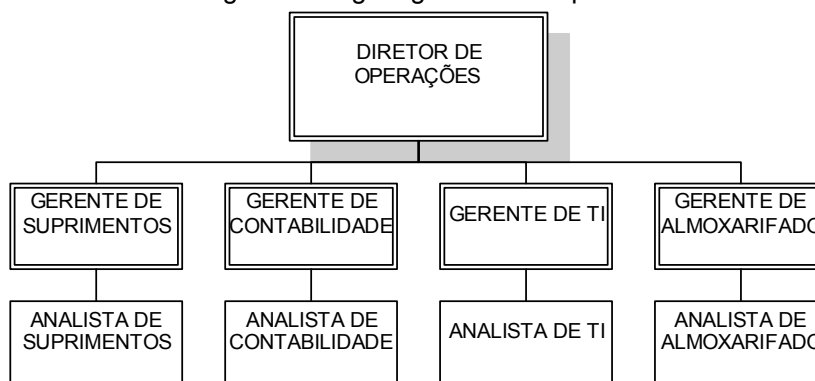 DIRETOR DE
OPERAÇÕES
GERENTE DE
SUPRIMENTOS
GERENTE DE
CONTABILIDADE
GERENTE DE TI
GERENTE DE
ALMOXARIFADO
ANALISTA DE
SUPRIMENTOS
ANALISTA DE
CONTABILIDADE
ANALISTA DE TI
ANALISTA DE
ALMOXARIFADO